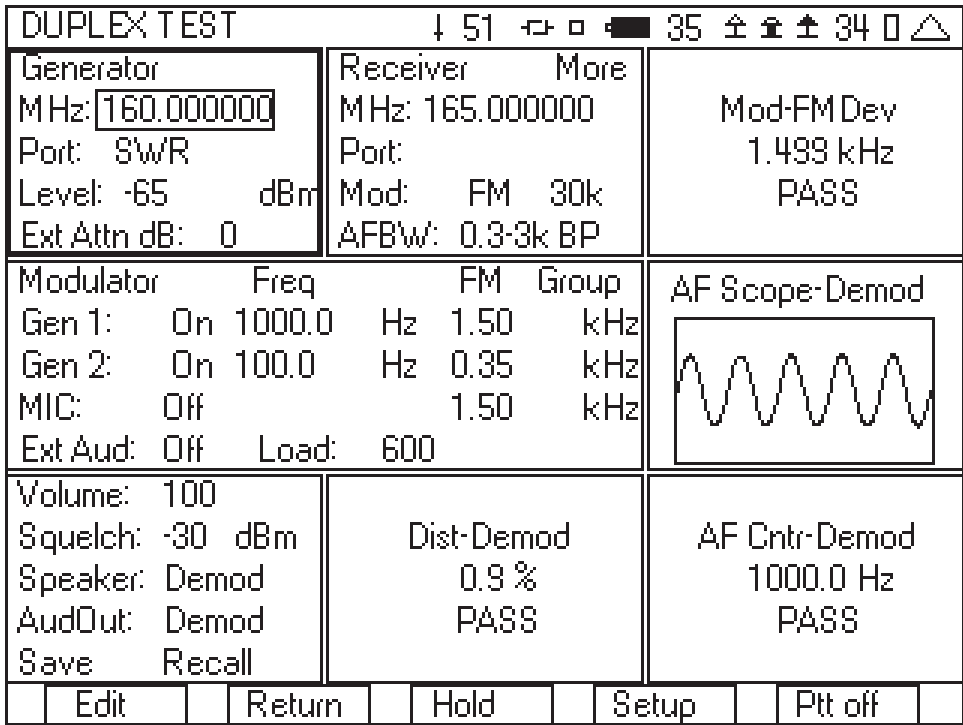 DUPLEX TEST 51 35 34
Generator
MHz: 160.000000
Port: SWR
Level: -65 dBm
Ext Attn dB: 0
Receiver More
MHz: 165.000000
Port:
Mod: FM 30k
AFBW: 0.3-3k BP
Mod-FM Dev
1.499 kHz
PASS
Modulator Freq FM Group
Gen 1: On 1000.0 Hz 1.50 kHz
Gen 2: On 100.0 Hz 0.35 kHz
MIC: Off 1.50 kHz
Ext Aud: Off Load: 600
AF Scope-Demod
Volume: 100
Squelch: -30 dBm
Speaker: Demod
AudOut: Demod
Save Recall
Dist-Demod
0.9 %
PASS
AF Cntr-Demod
1000.0 Hz
PASS
Edit Return Hold Setup Ptt off